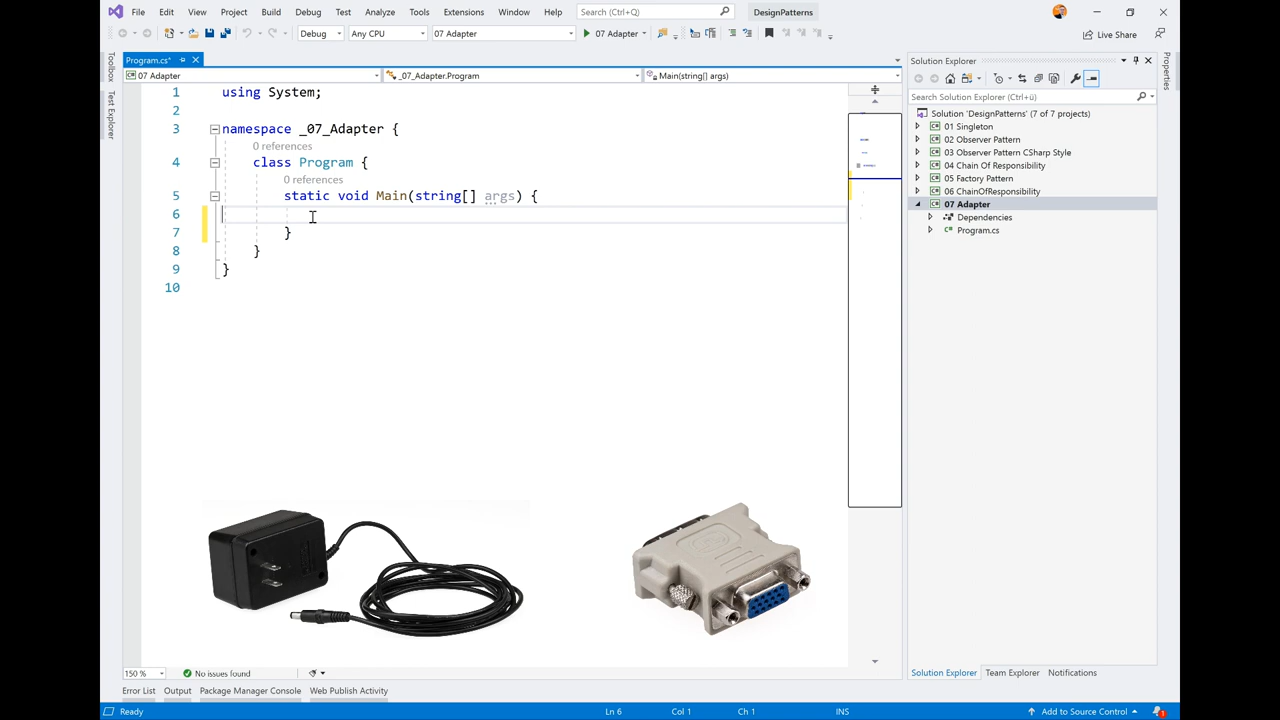 File Edit View Project Build Debug Test Analyze Tools Extensions Window Help Search (Ctrl+Q) DesignPatterns
Debug Any CPU 07 Adapter 07 Adapter Live Share
Toolbox
Test Explorer
Program.cs*
07 Adapter _07_Adapter.Program Main(string[] args)
1 using System;
2
3 namespace _07_Adapter {
0 references
4 class Program {
0 references
5 static void Main(string[] args) {
6
7 }
8 }
9 }
10
Solution Explorer
Search Solution Explorer (Ctrl+ü)
Solution 'DesignPatterns' (7 of 7 projects)
01 Singleton
02 Observer Pattern
03 Observer Pattern CSharp Style
04 Chain Of Responsibility
05 Factory Pattern
06 ChainOfResponsibility
07 Adapter
Dependencies
C# Program.cs
Properties
150 % No issues found
Solution Explorer Team Explorer Notifications
Error List Output Package Manager Console Web Publish Activity
Ready Ln 6 Col 1 Ch 1 INS Add to Source Control